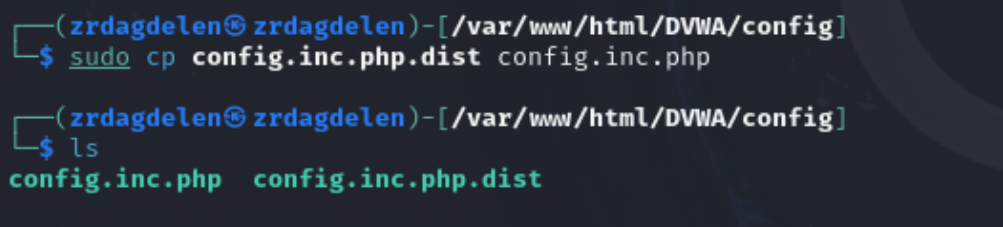 ┌──(zrdagdelen㉿zrdagdelen)-[/var/www/html/DVWA/config]
└─$ sudo cp config.inc.php.dist config.inc.php
┌──(zrdagdelen㉿zrdagdelen)-[/var/www/html/DVWA/config]
└─$ ls
config.inc.php  config.inc.php.dist